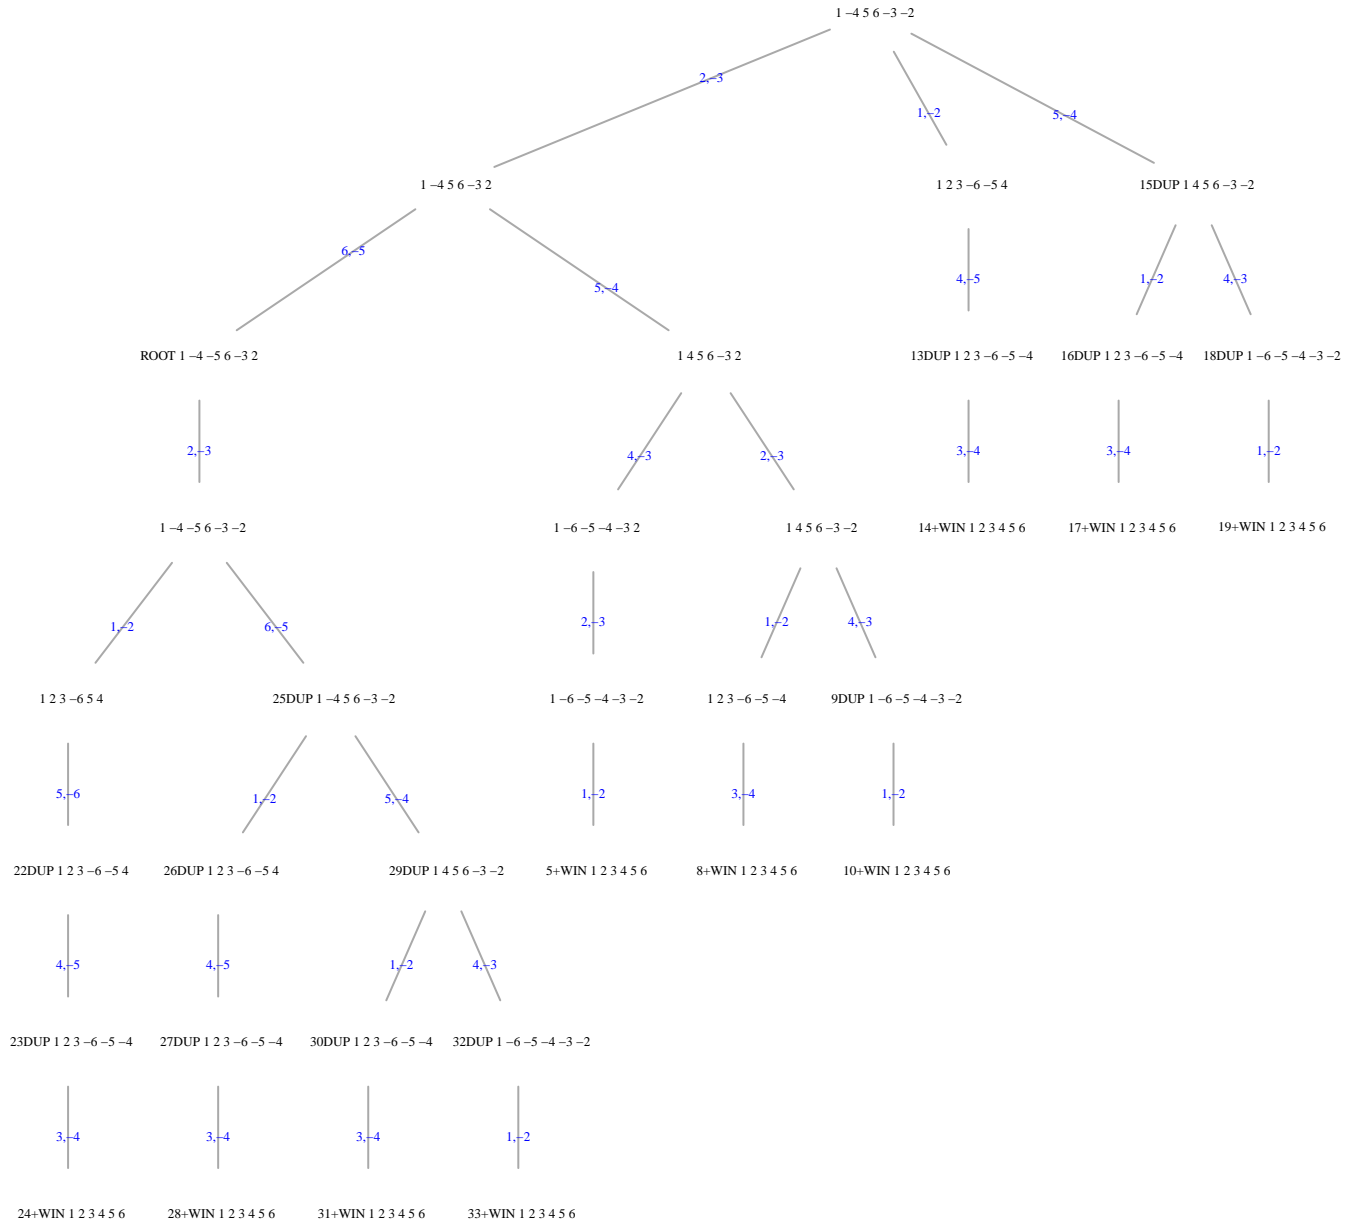 1 −4 5 6 −3 −2
2,−3
1,−2
5,−4
1 −4 5 6 −3 2
1 2 3 −6 −5 4
15DUP 1 4 5 6 −3 −2
6,−5
5,−4
4,−5
1,−2
4,−3
ROOT 1 −4 −5 6 −3 2
1 4 5 6 −3 2
13DUP 1 2 3 −6 −5 −4
16DUP 1 2 3 −6 −5 −4
18DUP 1 −6 −5 −4 −3 −2
2,−3
4,−3
2,−3
3,−4
3,−4
1,−2
1 −4 −5 6 −3 −2
1 −6 −5 −4 −3 2
1 4 5 6 −3 −2
14+WIN 1 2 3 4 5 6
17+WIN 1 2 3 4 5 6
19+WIN 1 2 3 4 5 6
1,−2
6,−5
2,−3
1,−2
4,−3
1 2 3 −6 5 4
25DUP 1 −4 5 6 −3 −2
1 −6 −5 −4 −3 −2
1 2 3 −6 −5 −4
9DUP 1 −6 −5 −4 −3 −2
5,−6
1,−2
5,−4
1,−2
3,−4
1,−2
22DUP 1 2 3 −6 −5 4
26DUP 1 2 3 −6 −5 4
29DUP 1 4 5 6 −3 −2
5+WIN 1 2 3 4 5 6
8+WIN 1 2 3 4 5 6
10+WIN 1 2 3 4 5 6
4,−5
4,−5
1,−2
4,−3
23DUP 1 2 3 −6 −5 −4
27DUP 1 2 3 −6 −5 −4
30DUP 1 2 3 −6 −5 −4
32DUP 1 −6 −5 −4 −3 −2
3,−4
3,−4
3,−4
1,−2
24+WIN 1 2 3 4 5 6
28+WIN 1 2 3 4 5 6
31+WIN 1 2 3 4 5 6
33+WIN 1 2 3 4 5 6